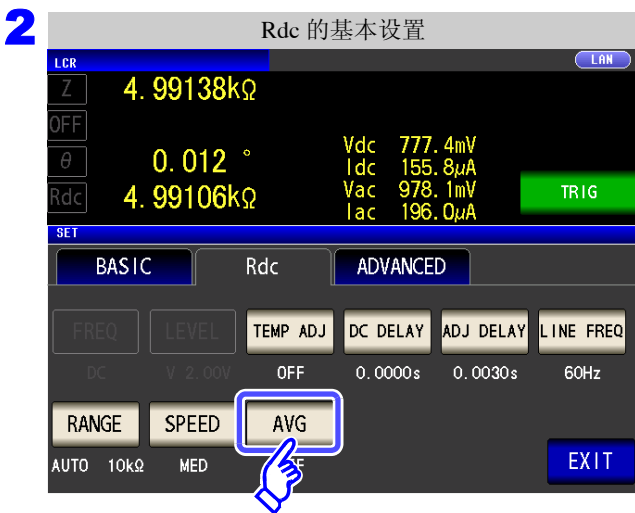 2
Rdc 的基本设置
LCR
LAN
Z 4.99138kΩ
OFF
θ 0.012 °
Rdc 4.99106kΩ
Vdc 777.4mV
Idc 155.8μA
Vac 978.1mV
Iac 196.0μA
TRIG
SET
BASIC Rdc ADVANCED
FREQ LEVEL TEMP ADJ DC DELAY ADJ DELAY LINE FREQ
DC V 2.00V OFF 0.0000s 0.0030s 60Hz
RANGE SPEED AVG
AUTO 10kΩ MED
EXIT